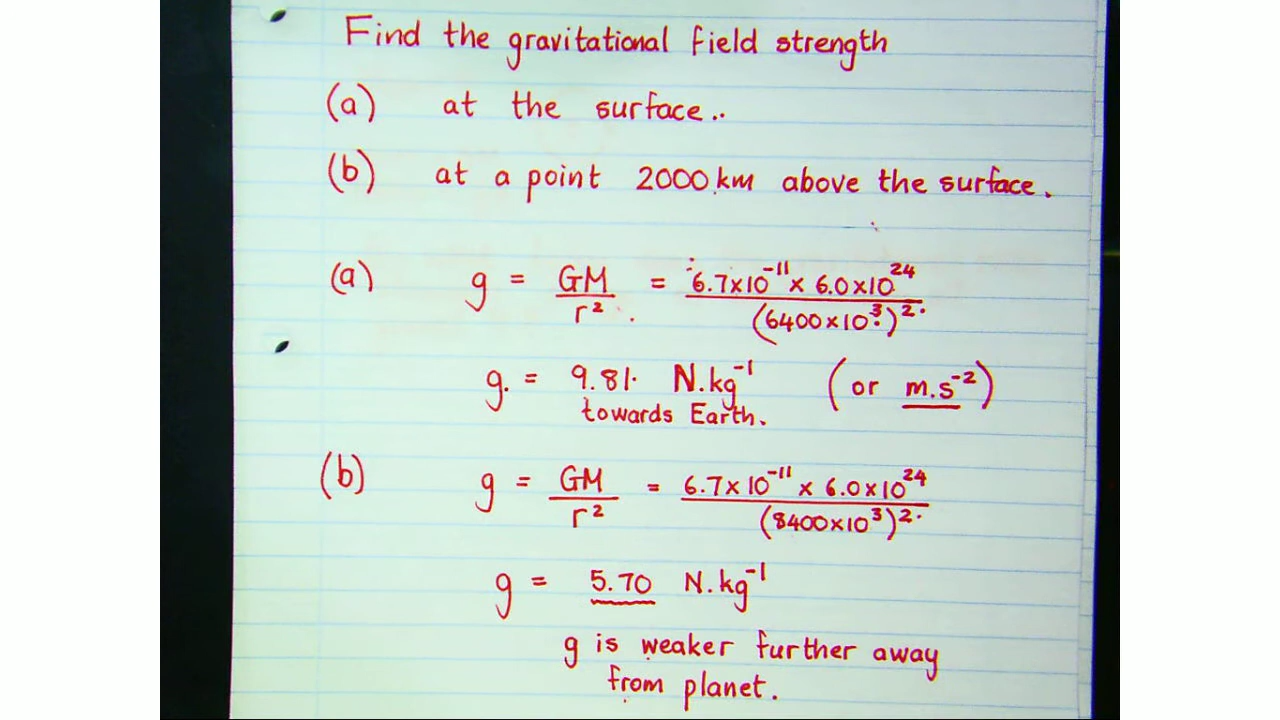 Find the gravitational field strength
(a) at the surface..
(b) at a point 2000 km above the surface.
(a) g = GM/r² = 6.7×10⁻¹¹ × 6.0×10²⁴/(6400×10³)²
g = 9.81 N.kg⁻¹ (or m.s⁻²)
towards Earth.
(b) g = GM/r² = 6.7×10⁻¹¹ × 6.0×10²⁴/(8400×10³)²
g = 5.70 N.kg⁻¹
g is weaker further away
from planet.